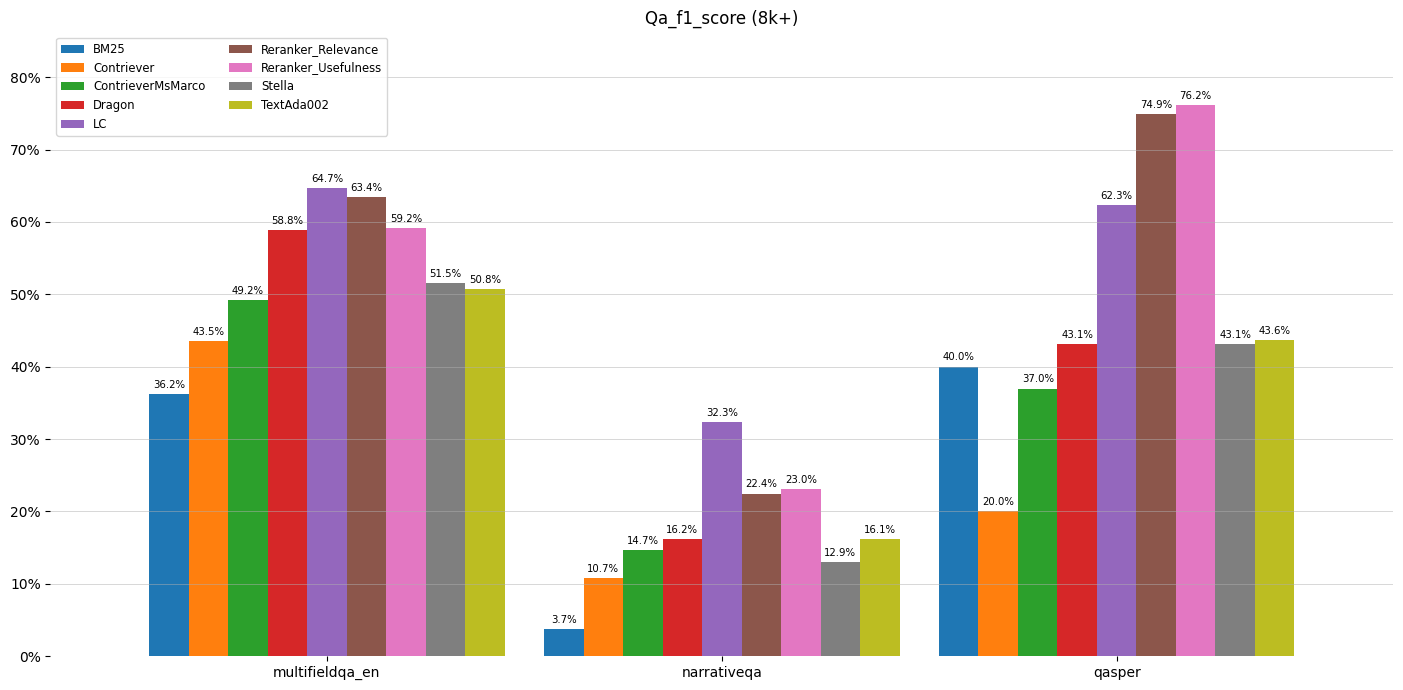 Qa_f1_score (8k+)
BM25
Contriever
ContrieverMsMarco
Dragon
LC
Reranker_Relevance
Reranker_Usefulness
Stella
TextAda002
80%
70%
60%
50%
40%
30%
20%
10%
0%
36.2%
43.5%
49.2%
58.8%
64.7%
63.4%
59.2%
51.5%
50.8%
3.7%
10.7%
14.7%
16.2%
32.3%
22.4%
23.0%
12.9%
16.1%
40.0%
20.0%
37.0%
43.1%
62.3%
74.9%
76.2%
43.1%
43.6%
multifieldqa_en
narrativeqa
qasper